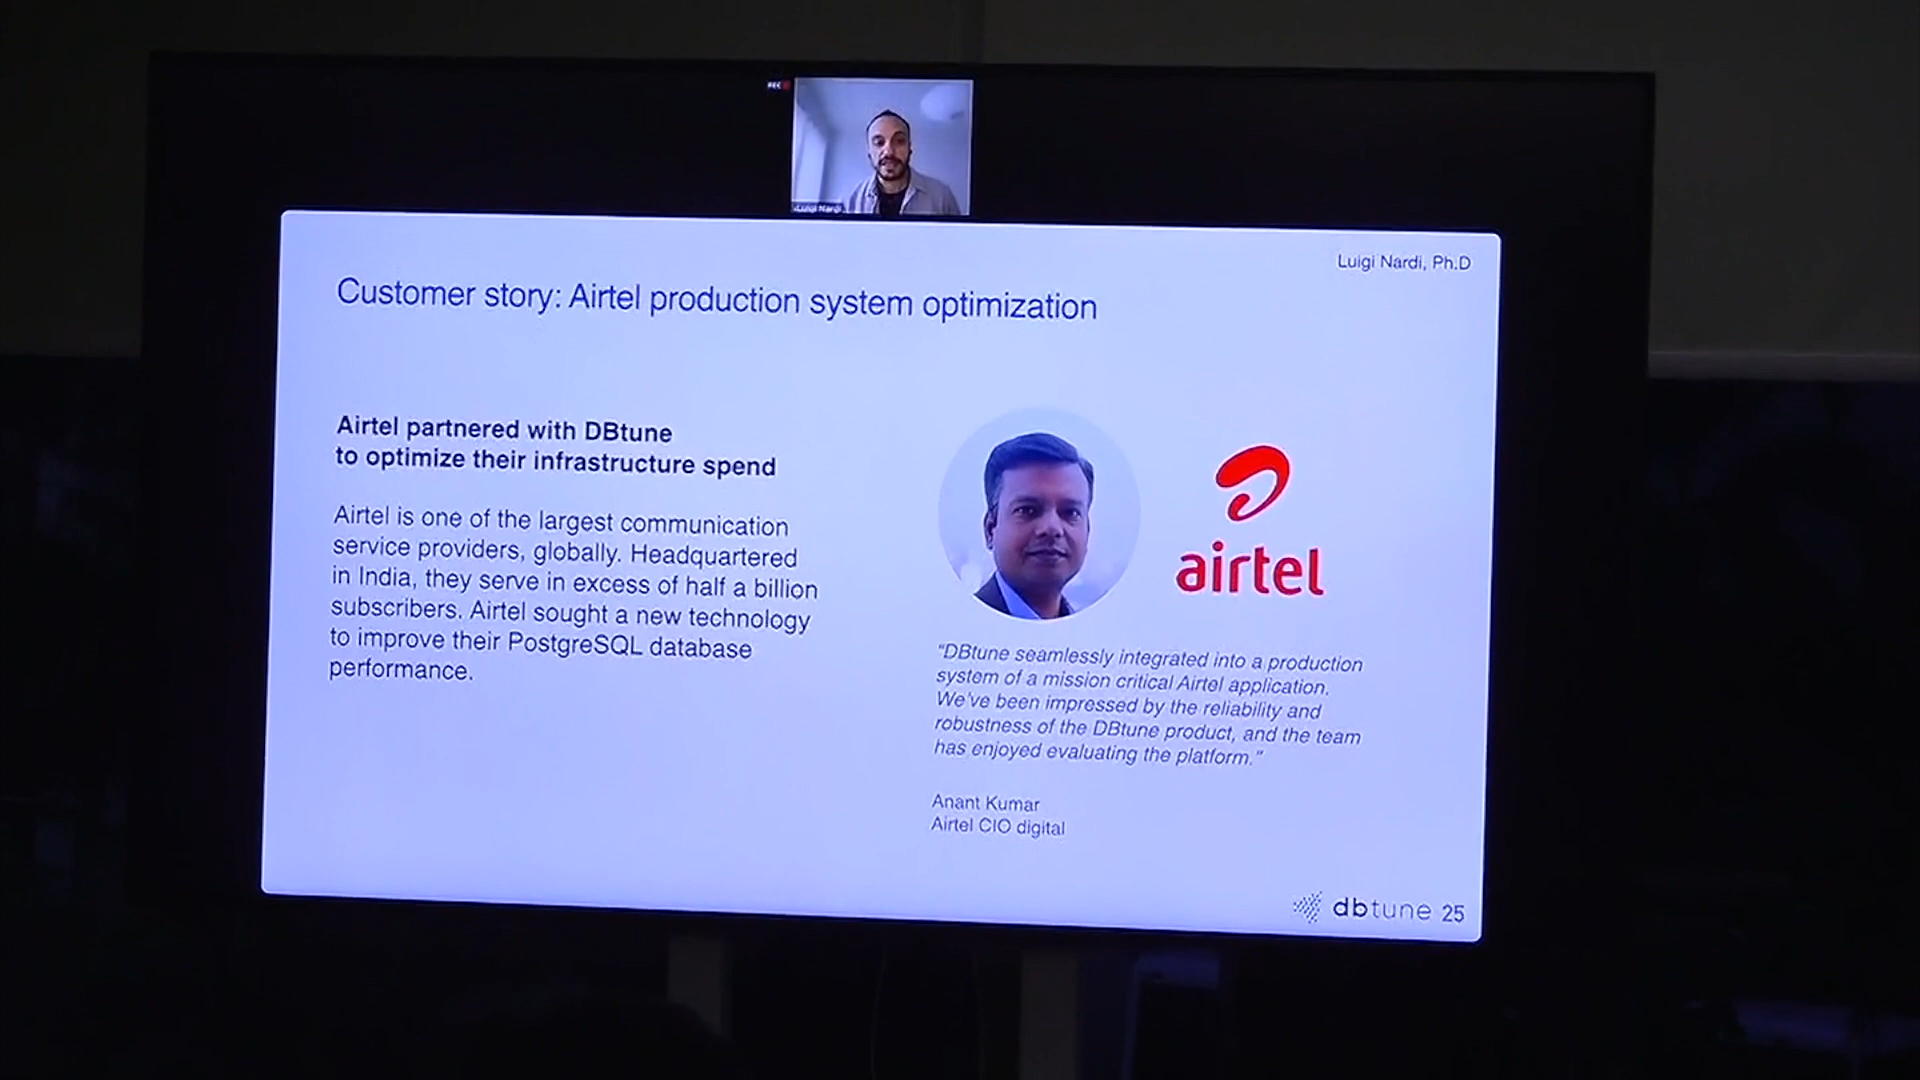 REC
Luigi Nardi
Luigi Nardi, Ph.D
Customer story: Airtel production system optimization
Airtel partnered with DBtune
to optimize their infrastructure spend
Airtel is one of the largest communication
service providers, globally. Headquartered
in India, they serve in excess of half a billion
subscribers. Airtel sought a new technology
to improve their PostgreSQL database
performance.
airtel
“DBtune seamlessly integrated into a production
system of a mission critical Airtel application.
We've been impressed by the reliability and
robustness of the DBtune product, and the team
has enjoyed evaluating the platform.”
Anant Kumar
Airtel CIO digital
dbtune 25